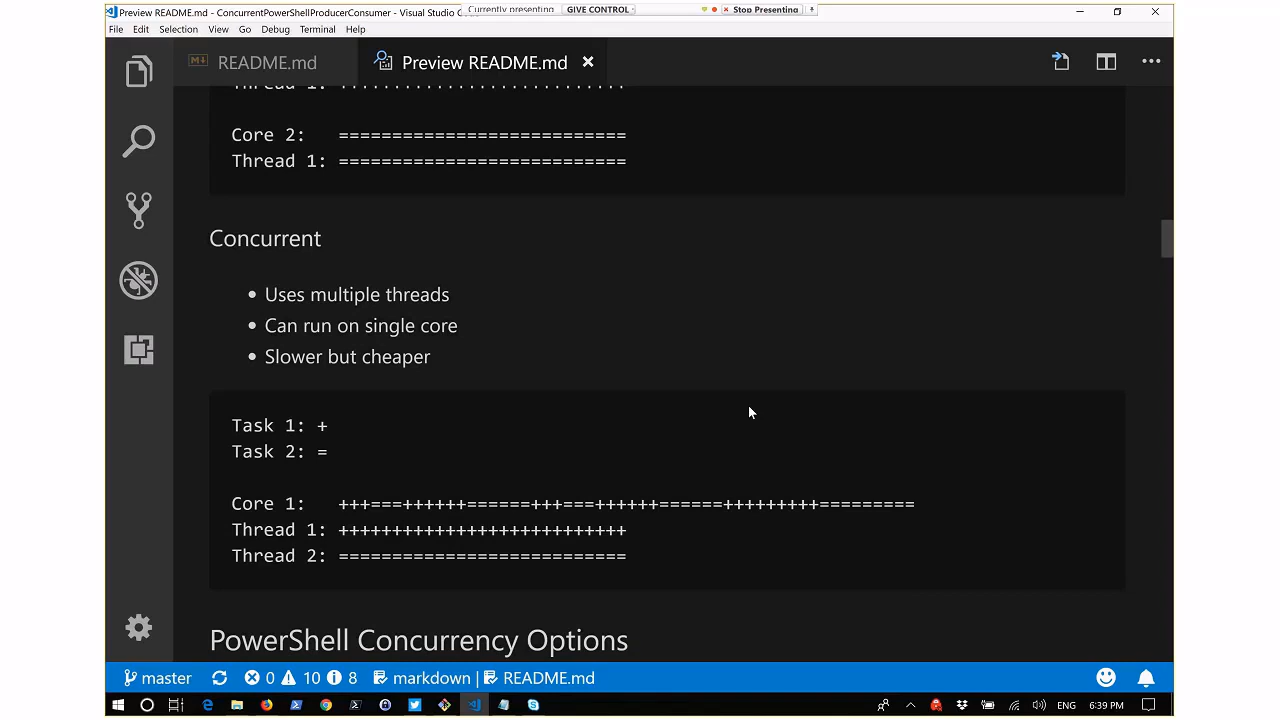 Preview README.md - ConcurrentPowerShellProducerConsumer - Visual Studio
Currently presenting GIVE CONTROL Stop Presenting
File Edit Selection View Go Debug Terminal Help
README.md Preview README.md
Thread 1: +++++++++++++++++++++++++++
Core 2: ===========================
Thread 1: ===========================
Concurrent
• Uses multiple threads
• Can run on single core
• Slower but cheaper
Task 1: +
Task 2: =
Core 1: +++===++++++======+++===++++++======+++++++++=========
Thread 1: +++++++++++++++++++++++++++
Thread 2: ===========================
PowerShell Concurrency Options
master 0 10 8 markdown | README.md
ENG 6:39 PM